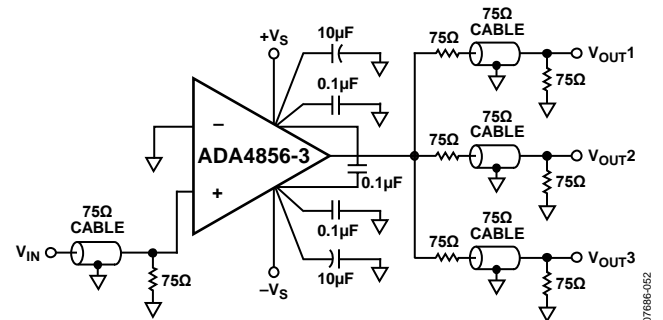 75Ω
CABLE
75Ω
VOUT1
75Ω
+VS
10µF
0.1µF
–
ADA4856-3
+
0.1µF
75Ω
CABLE
75Ω
VOUT2
75Ω
75Ω
CABLE
VIN
75Ω
0.1µF
10µF
–VS
75Ω
CABLE
75Ω
VOUT3
75Ω
07686-052